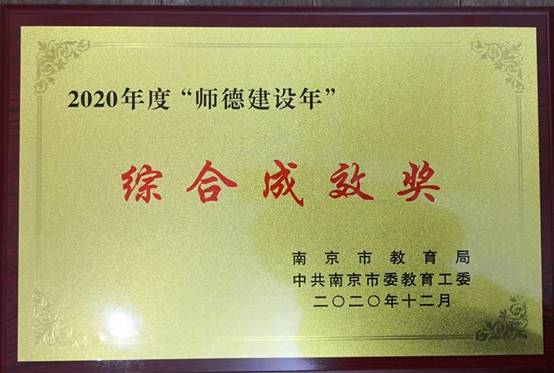 2020年度“师德建设年”
综合成效奖
南京市教育局
中共南京市委教育工委
二〇二〇年十二月